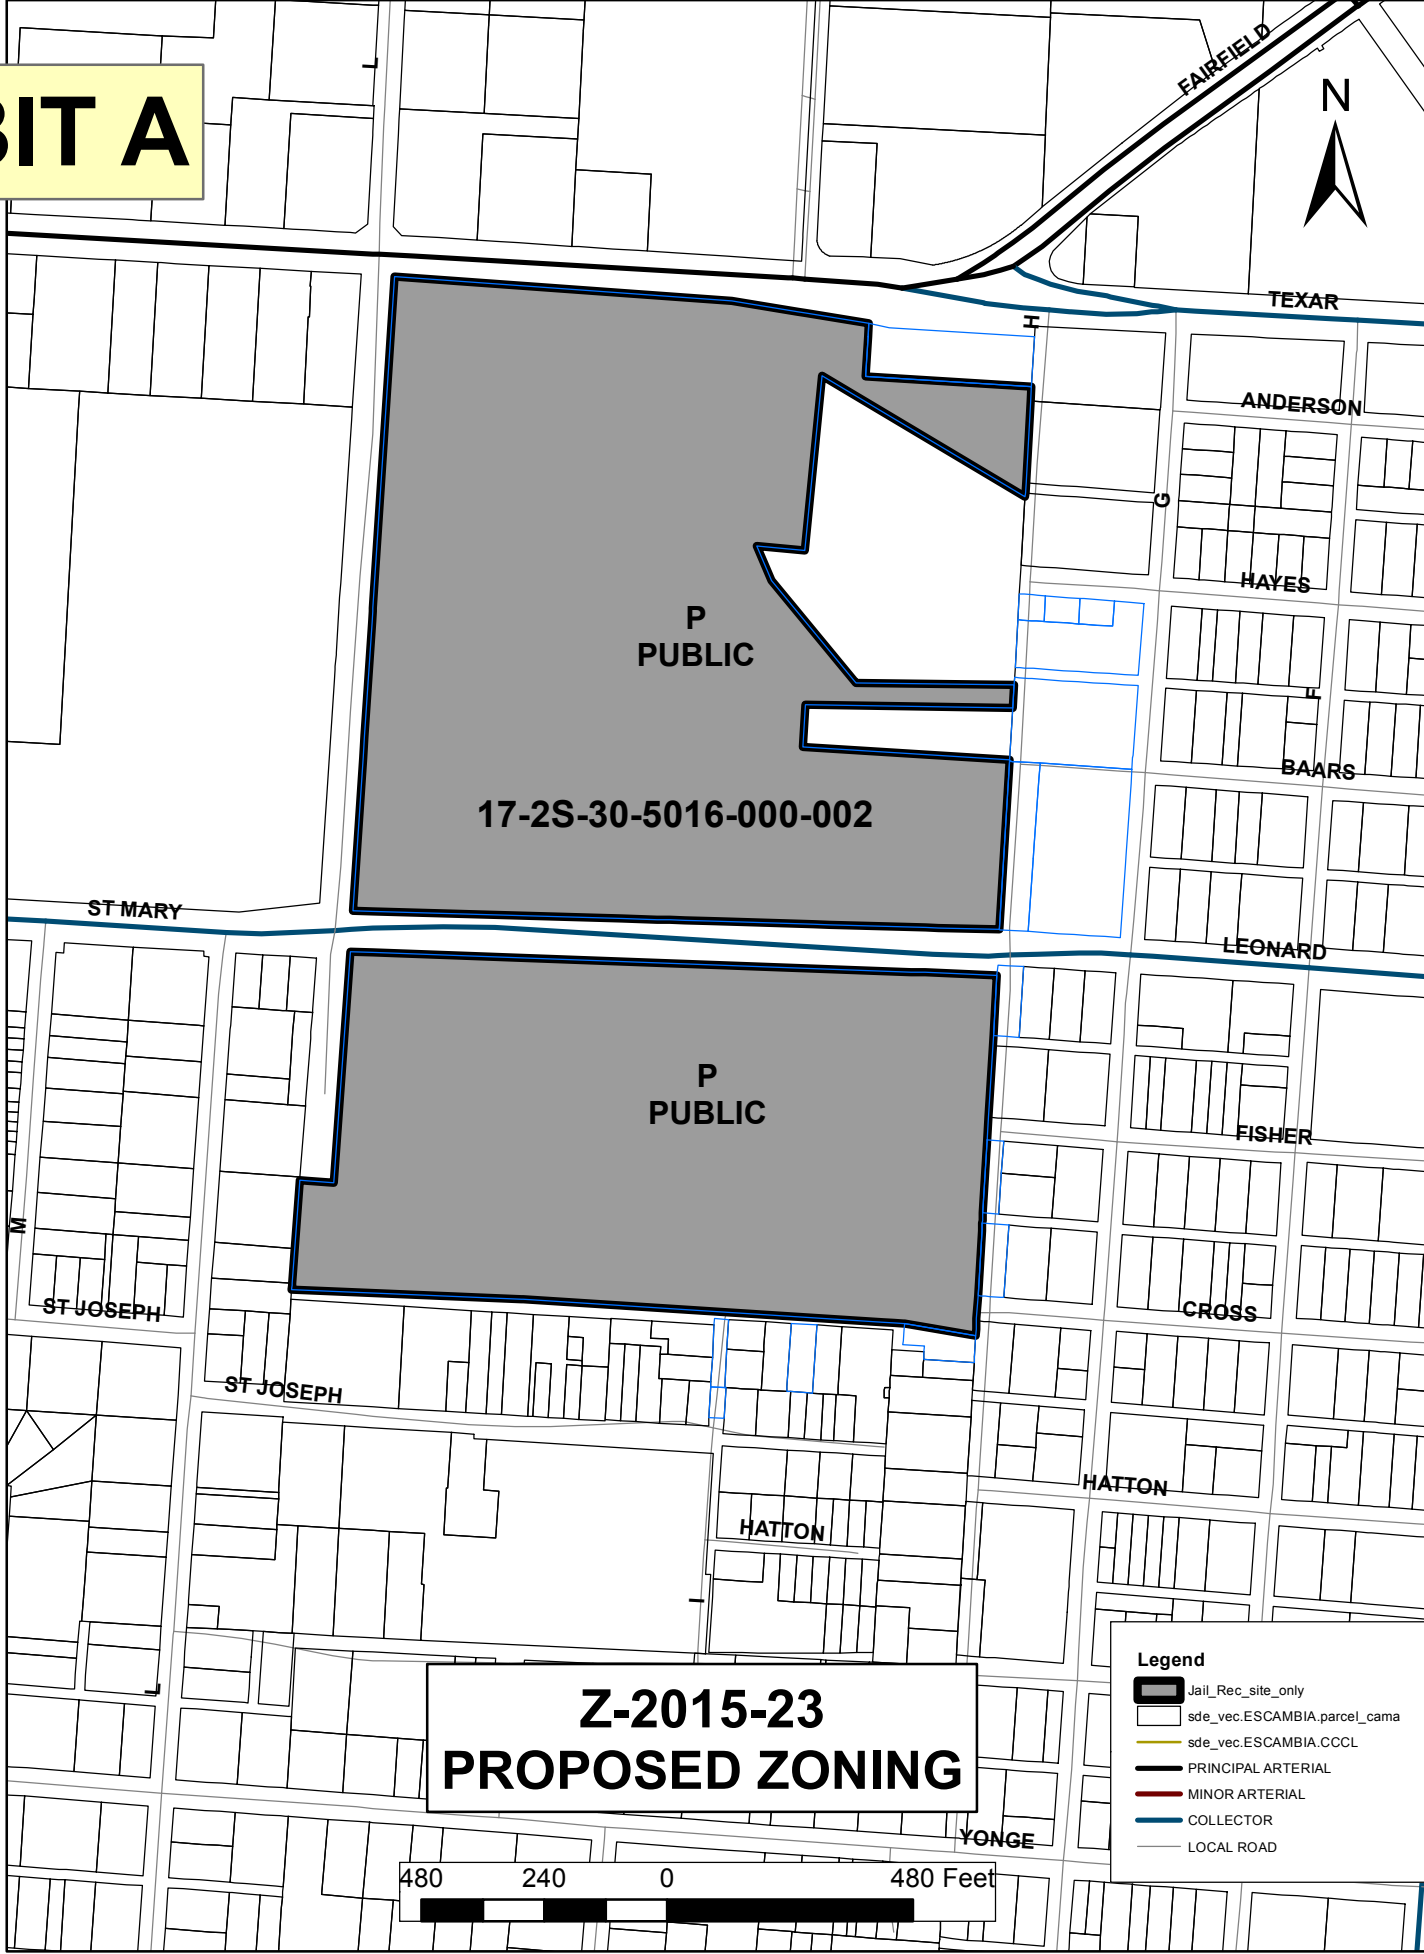 BIT A
L
FAIRFIELD
N
TEXAR
H
ANDERSON
G
HAYES
P
PUBLIC
F
BAARS
17-2S-30-5016-000-002
ST MARY
LEONARD
P
PUBLIC
FISHER
M
ST JOSEPH
CROSS
ST JOSEPH
HATTON
HATTON
I
L
Z-2015-23
PROPOSED ZONING
Legend
Jail_Rec_site_only
sde_vec.ESCAMBIA.parcel_cama
sde_vec.ESCAMBIA.CCCL
PRINCIPAL ARTERIAL
MINOR ARTERIAL
COLLECTOR
LOCAL ROAD
YONGE
480 240 0 480 Feet